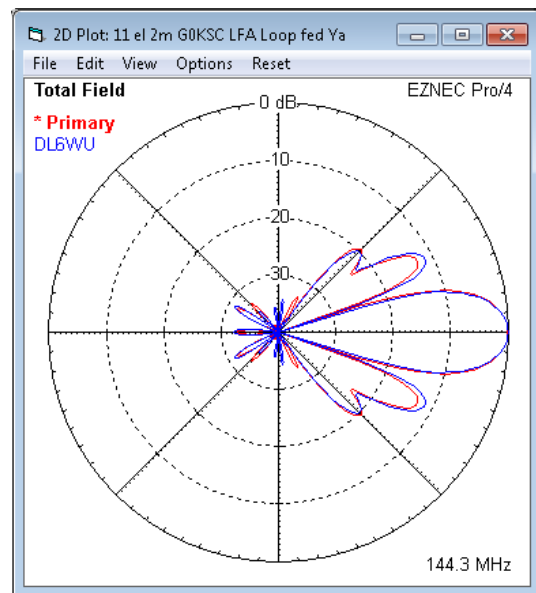 2D Plot: 11 el 2m G0KSC LFA Loop fed Ya
File Edit View Options Reset
Total Field
EZNEC Pro/4
0 dB
* Primary
DL6WU
-10
-20
-30
144.3 MHz